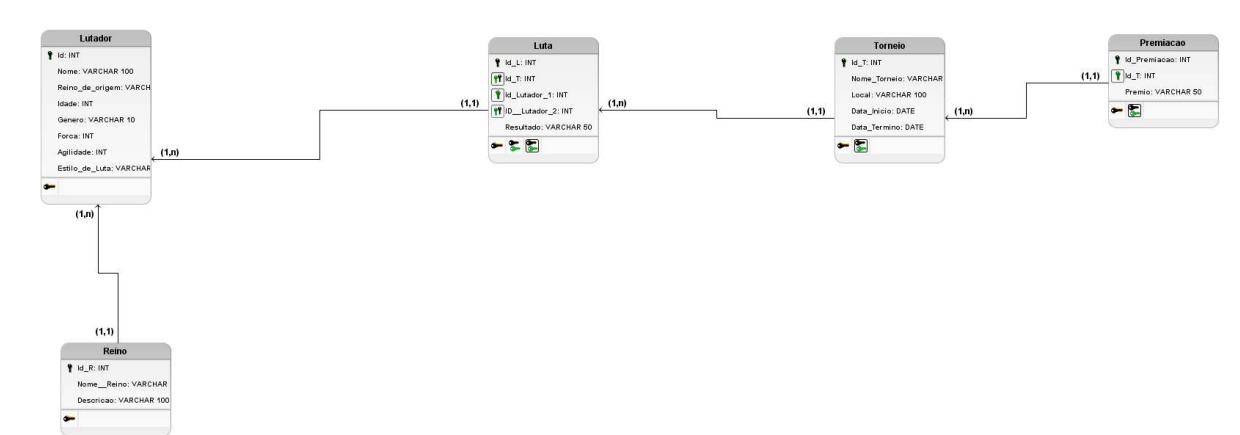 Lutador
Id: INT
Nome: VARCHAR 100
Reino_de_origem: VARCH
Idade: INT
Genero: VARCHAR 10
Forca: INT
Agilidade: INT
Estilo_de_Luta: VARCHAR
(1,n)
(1,n)
(1,1)
Reino
Id_R: INT
Nome__Reino: VARCHAR
Descricao: VARCHAR 100
(1,1)
Luta
Id_L: INT
Id_T: INT
Id_Lutador_1: INT
ID__Lutador_2: INT
Resultado: VARCHAR 50
(1,n)
(1,1)
Torneio
Id_T: INT
Nome_Torneio: VARCHAR
Local: VARCHAR 100
Data_Inicio: DATE
Data_Termino: DATE
(1,n)
(1,1)
Premiacao
Id_Premiacao: INT
Id_T: INT
Premio: VARCHAR 50